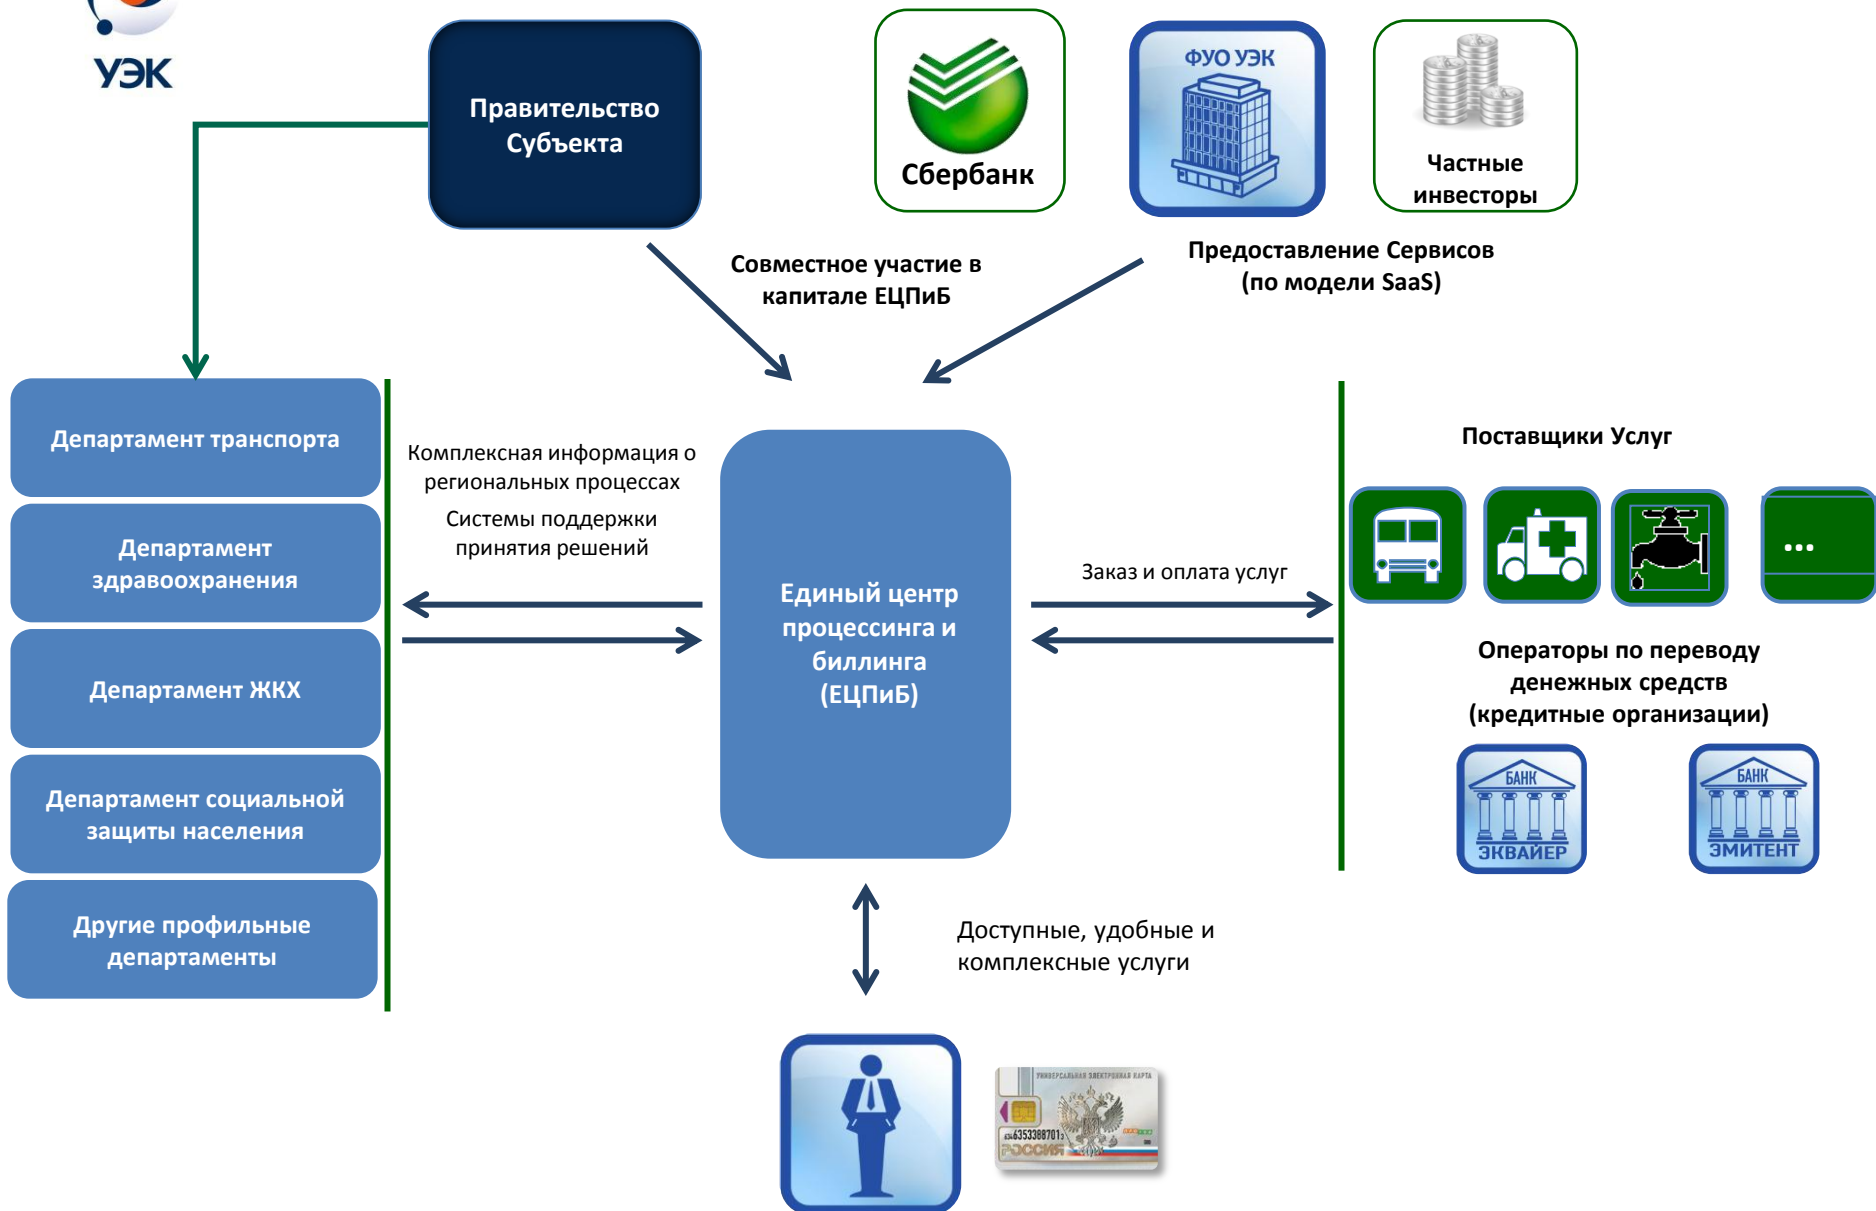 УЭК
Правительство
Субъекта
Сбербанк
ФУО УЭК
Частные
инвесторы
Совместное участие в
капитале ЕЦПиБ
Предоставление Сервисов
(по модели SaaS)
Департамент транспорта
Департамент
здравоохранения
Департамент ЖКХ
Департамент социальной
защиты населения
Другие профильные
департаменты
Комплексная информация о
региональных процессах
Системы поддержки
принятия решений
Единый центр
процессинга и
биллинга
(ЕЦПиБ)
Заказ и оплата услуг
Поставщики Услуг
...
Операторы по переводу
денежных средств
(кредитные организации)
БАНК
ЭКВАЙЕР
БАНК
ЭМИТЕНТ
Доступные, удобные и
комплексные услуги
УНИВЕРСАЛЬНАЯ ЭЛЕКТРОННАЯ КАРТА
РОССИЯ